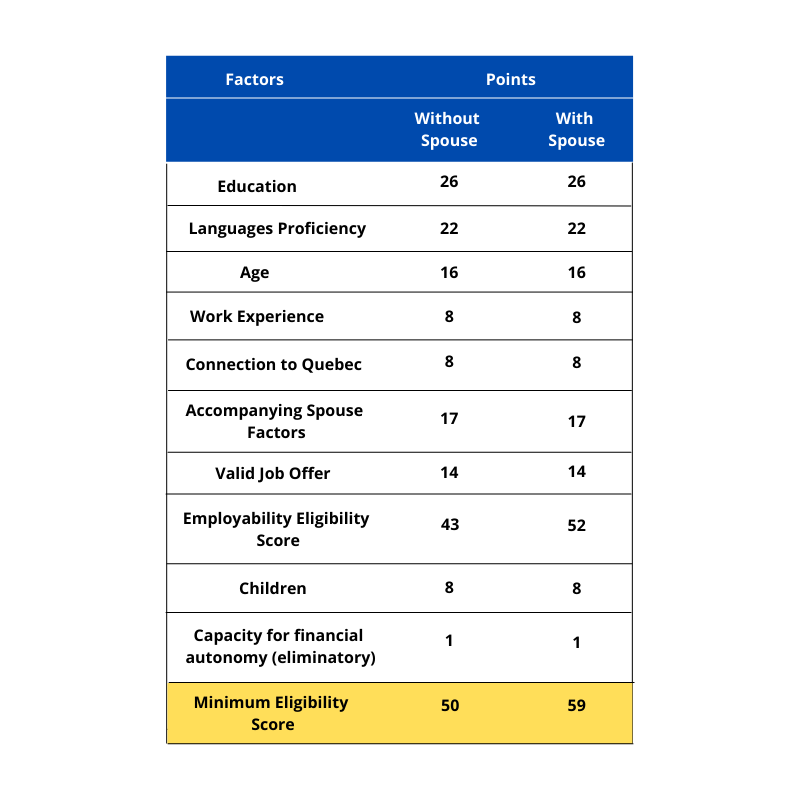 Factors Points
Without Spouse With Spouse
Education 26 26
Languages Proficiency 22 22
Age 16 16
Work Experience 8 8
Connection to Quebec 8 8
Accompanying Spouse Factors 17 17
Valid Job Offer 14 14
Employability Eligibility Score 43 52
Children 8 8
Capacity for financial autonomy (eliminatory) 1 1
Minimum Eligibility Score 50 59